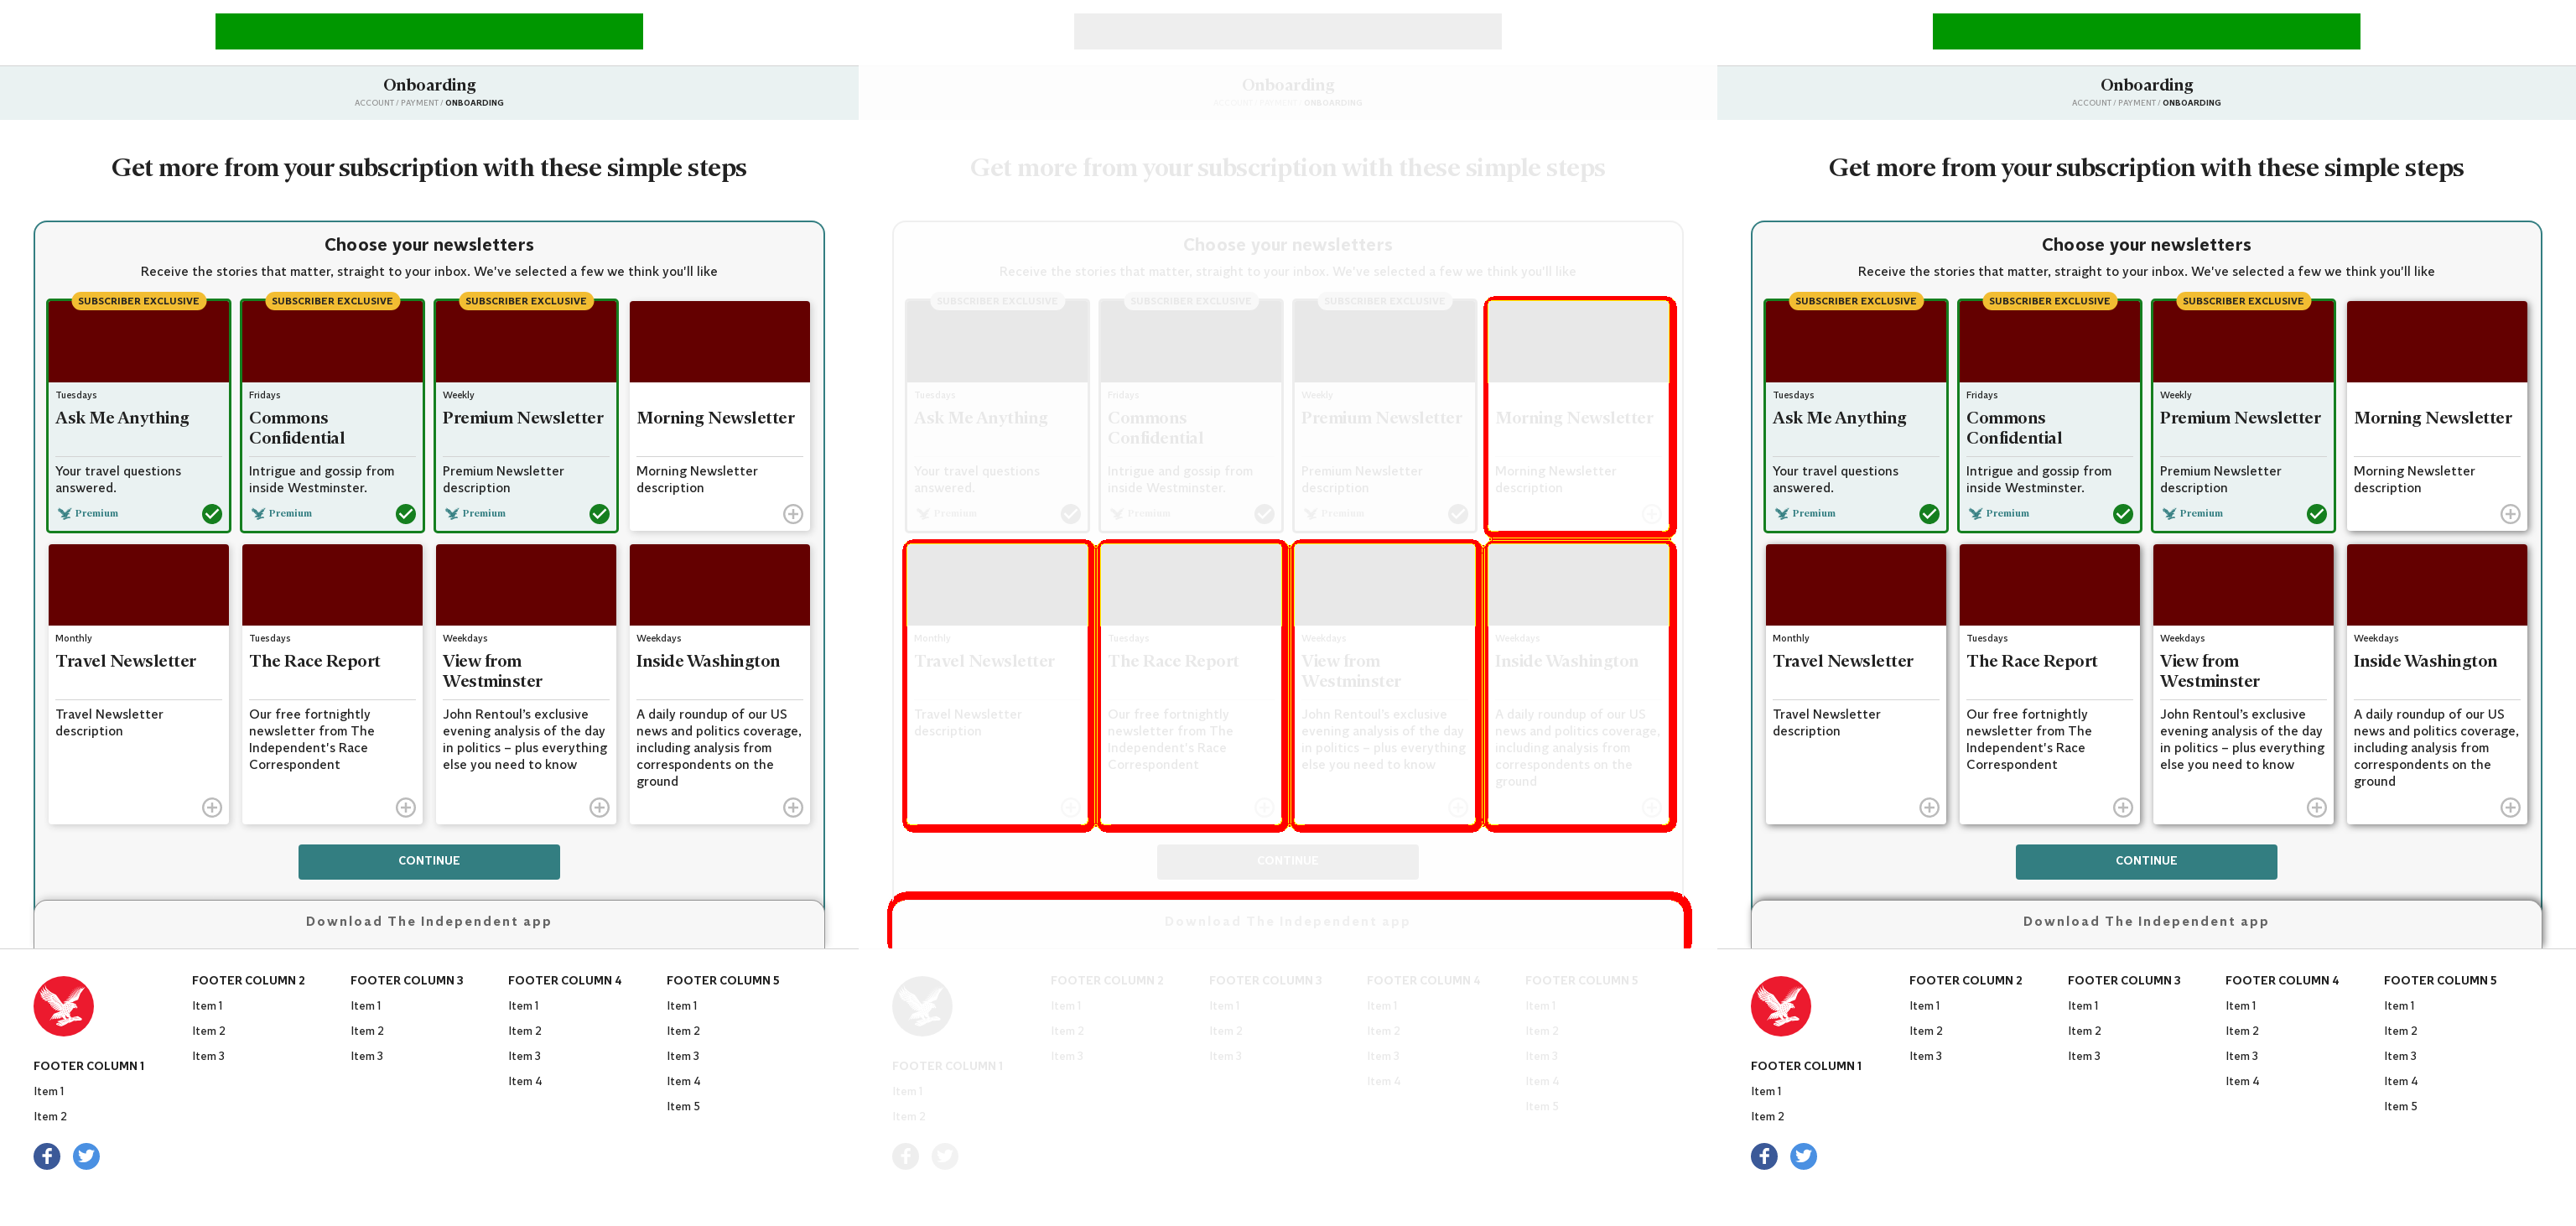 Onboarding
ACCOUNT / PAYMENT / ONBOARDING
Get more from your subscription with these simple steps
Choose your newsletters
Receive the stories that matter, straight to your inbox. We've selected a few we think you'll like
SUBSCRIBER EXCLUSIVE
Tuesdays
Ask Me Anything
Your travel questions
answered.
Premium
SUBSCRIBER EXCLUSIVE
Fridays
Commons
Confidential
Intrigue and gossip from
inside Westminster.
Premium
SUBSCRIBER EXCLUSIVE
Weekly
Premium Newsletter
Premium Newsletter
description
Premium
Morning Newsletter
Morning Newsletter
description
Monthly
Travel Newsletter
Travel Newsletter
description
Tuesdays
The Race Report
Our free fortnightly
newsletter from The
Independent's Race
Correspondent
Weekdays
View from
Westminster
John Rentoul’s exclusive
evening analysis of the day
in politics – plus everything
else you need to know
Weekdays
Inside Washington
A daily roundup of our US
news and politics coverage,
including analysis from
correspondents on the
ground
CONTINUE
Download The Independent app
FOOTER COLUMN 1
Item 1
Item 2
FOOTER COLUMN 2
Item 1
Item 2
Item 3
FOOTER COLUMN 3
Item 1
Item 2
Item 3
FOOTER COLUMN 4
Item 1
Item 2
Item 3
Item 4
FOOTER COLUMN 5
Item 1
Item 2
Item 3
Item 4
Item 5
Onboarding
ACCOUNT / PAYMENT / ONBOARDING
Get more from your subscription with these simple steps
Choose your newsletters
Receive the stories that matter, straight to your inbox. We've selected a few we think you'll like
SUBSCRIBER EXCLUSIVE
Tuesdays
Ask Me Anything
Your travel questions
answered.
Premium
SUBSCRIBER EXCLUSIVE
Fridays
Commons
Confidential
Intrigue and gossip from
inside Westminster.
Premium
SUBSCRIBER EXCLUSIVE
Weekly
Premium Newsletter
Premium Newsletter
description
Premium
Morning Newsletter
Morning Newsletter
description
Monthly
Travel Newsletter
Travel Newsletter
description
Tuesdays
The Race Report
Our free fortnightly
newsletter from The
Independent's Race
Correspondent
Weekdays
View from
Westminster
John Rentoul’s exclusive
evening analysis of the day
in politics – plus everything
else you need to know
Weekdays
Inside Washington
A daily roundup of our US
news and politics coverage,
including analysis from
correspondents on the
ground
CONTINUE
Download The Independent app
FOOTER COLUMN 1
Item 1
Item 2
FOOTER COLUMN 2
Item 1
Item 2
Item 3
FOOTER COLUMN 3
Item 1
Item 2
Item 3
FOOTER COLUMN 4
Item 1
Item 2
Item 3
Item 4
FOOTER COLUMN 5
Item 1
Item 2
Item 3
Item 4
Item 5
Onboarding
ACCOUNT / PAYMENT / ONBOARDING
Get more from your subscription with these simple steps
Choose your newsletters
Receive the stories that matter, straight to your inbox. We've selected a few we think you'll like
SUBSCRIBER EXCLUSIVE
Tuesdays
Ask Me Anything
Your travel questions
answered.
Premium
SUBSCRIBER EXCLUSIVE
Fridays
Commons
Confidential
Intrigue and gossip from
inside Westminster.
Premium
SUBSCRIBER EXCLUSIVE
Weekly
Premium Newsletter
Premium Newsletter
description
Premium
Morning Newsletter
Morning Newsletter
description
Monthly
Travel Newsletter
Travel Newsletter
description
Tuesdays
The Race Report
Our free fortnightly
newsletter from The
Independent's Race
Correspondent
Weekdays
View from
Westminster
John Rentoul’s exclusive
evening analysis of the day
in politics – plus everything
else you need to know
Weekdays
Inside Washington
A daily roundup of our US
news and politics coverage,
including analysis from
correspondents on the
ground
CONTINUE
Download The Independent app
FOOTER COLUMN 1
Item 1
Item 2
FOOTER COLUMN 2
Item 1
Item 2
Item 3
FOOTER COLUMN 3
Item 1
Item 2
Item 3
FOOTER COLUMN 4
Item 1
Item 2
Item 3
Item 4
FOOTER COLUMN 5
Item 1
Item 2
Item 3
Item 4
Item 5